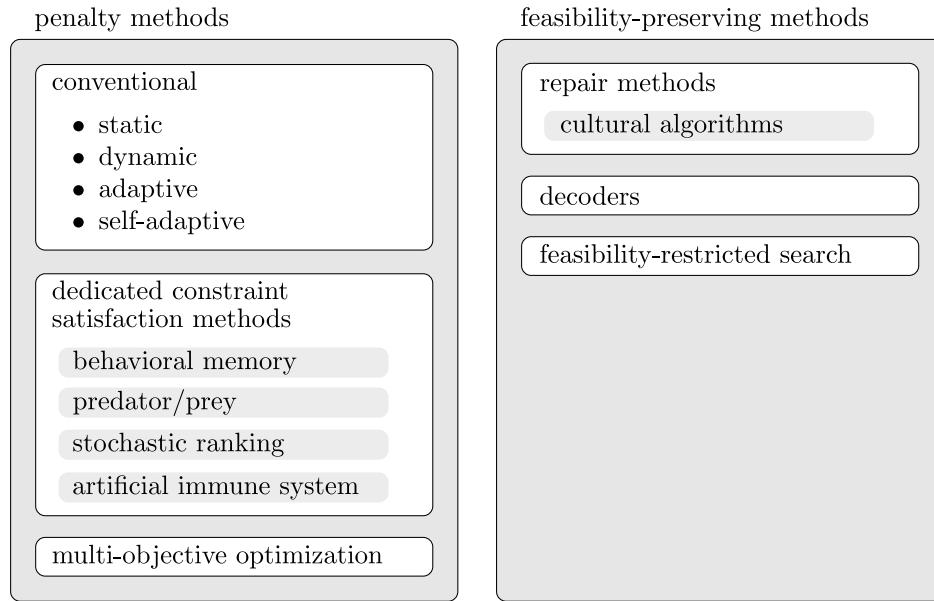 penalty methods
conventional
• static
• dynamic
• adaptive
• self-adaptive
dedicated constraint
satisfaction methods
behavioral memory
predator/prey
stochastic ranking
artificial immune system
multi-objective optimization
feasibility-preserving methods
repair methods
cultural algorithms
decoders
feasibility-restricted search